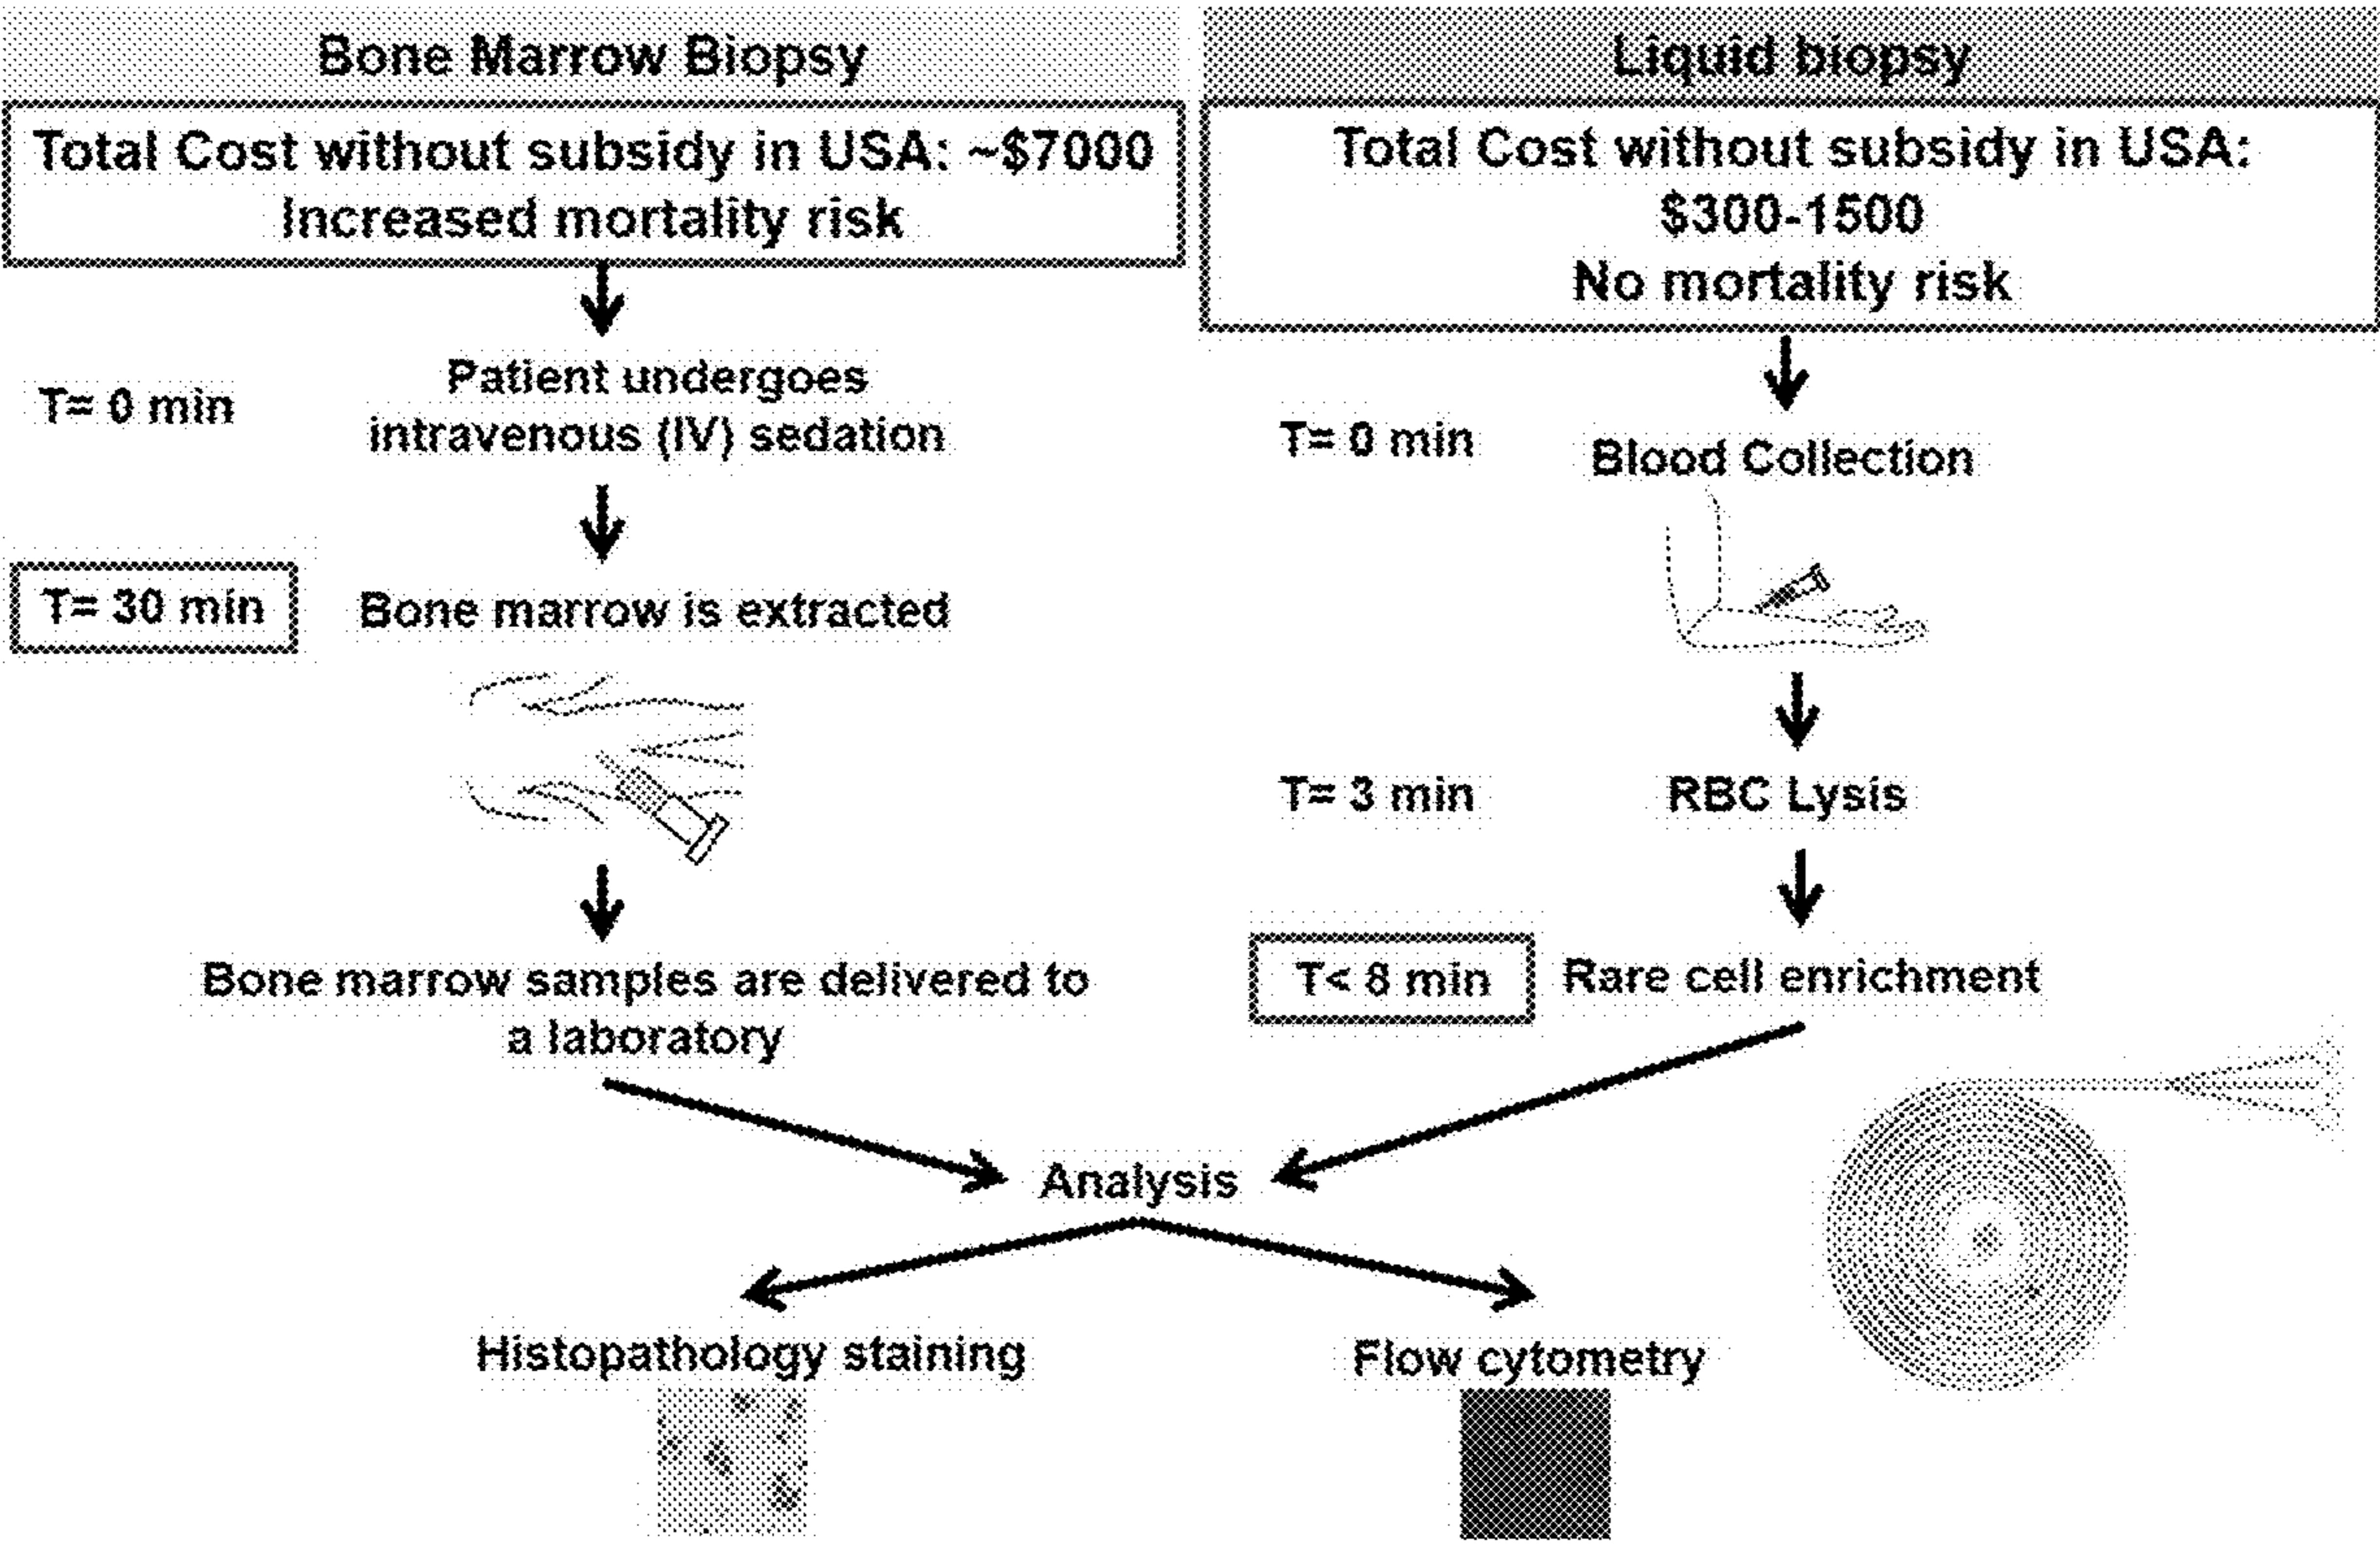 Bone Marrow Biopsy
Total Cost without subsidy in USA: ~$7000
Increased mortality risk
T= 0 min
Patient undergoes
intravenous (IV) sedation
T= 30 min
Bone marrow is extracted
Bone marrow samples are delivered to
a laboratory
Liquid biopsy
Total Cost without subsidy in USA:
$300-1500
No mortality risk
T= 0 min
Blood Collection
T= 3 min
RBC Lysis
T< 8 min
Rare cell enrichment
Analysis
Histopathology staining
Flow cytometry